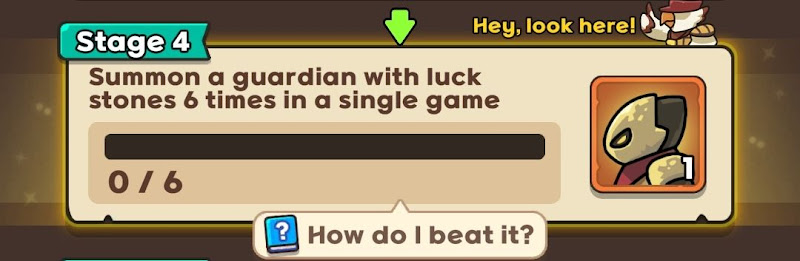 Hey, look here!
Stage 4
Summon a guardian with luck
stones 6 times in a single game
1
0 / 6
?
How do I beat it?